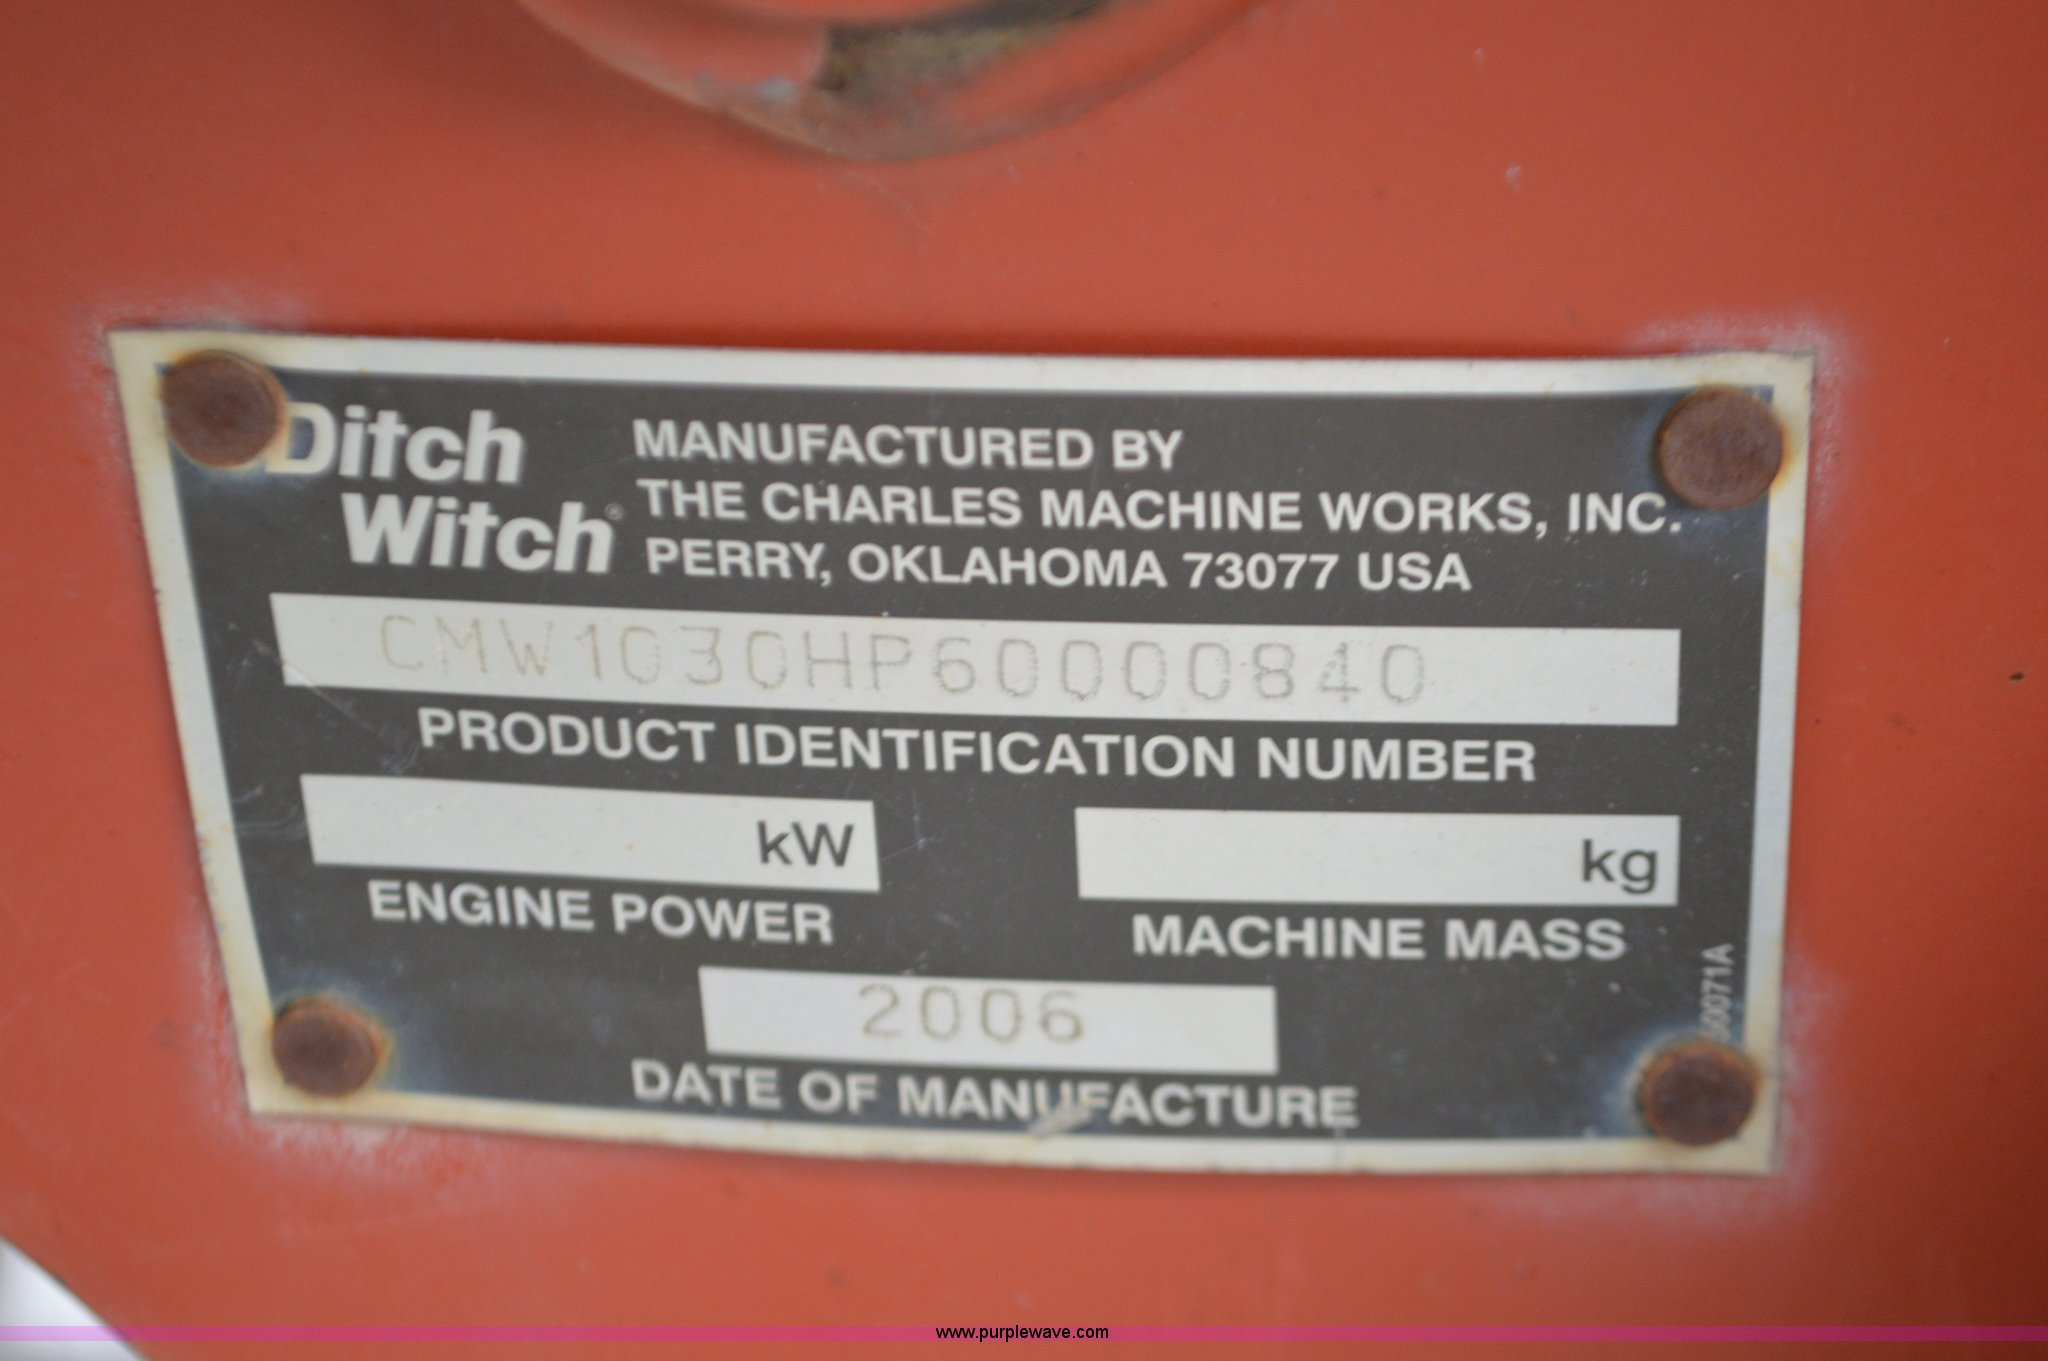 Ditch
Witch®
MANUFACTURED BY
THE CHARLES MACHINE WORKS, INC.
PERRY, OKLAHOMA 73077 USA
CMW1030HP60000840
PRODUCT IDENTIFICATION NUMBER
kW
ENGINE POWER
kg
MACHINE MASS
2006
DATE OF MANUFACTURE
www.purplewave.com